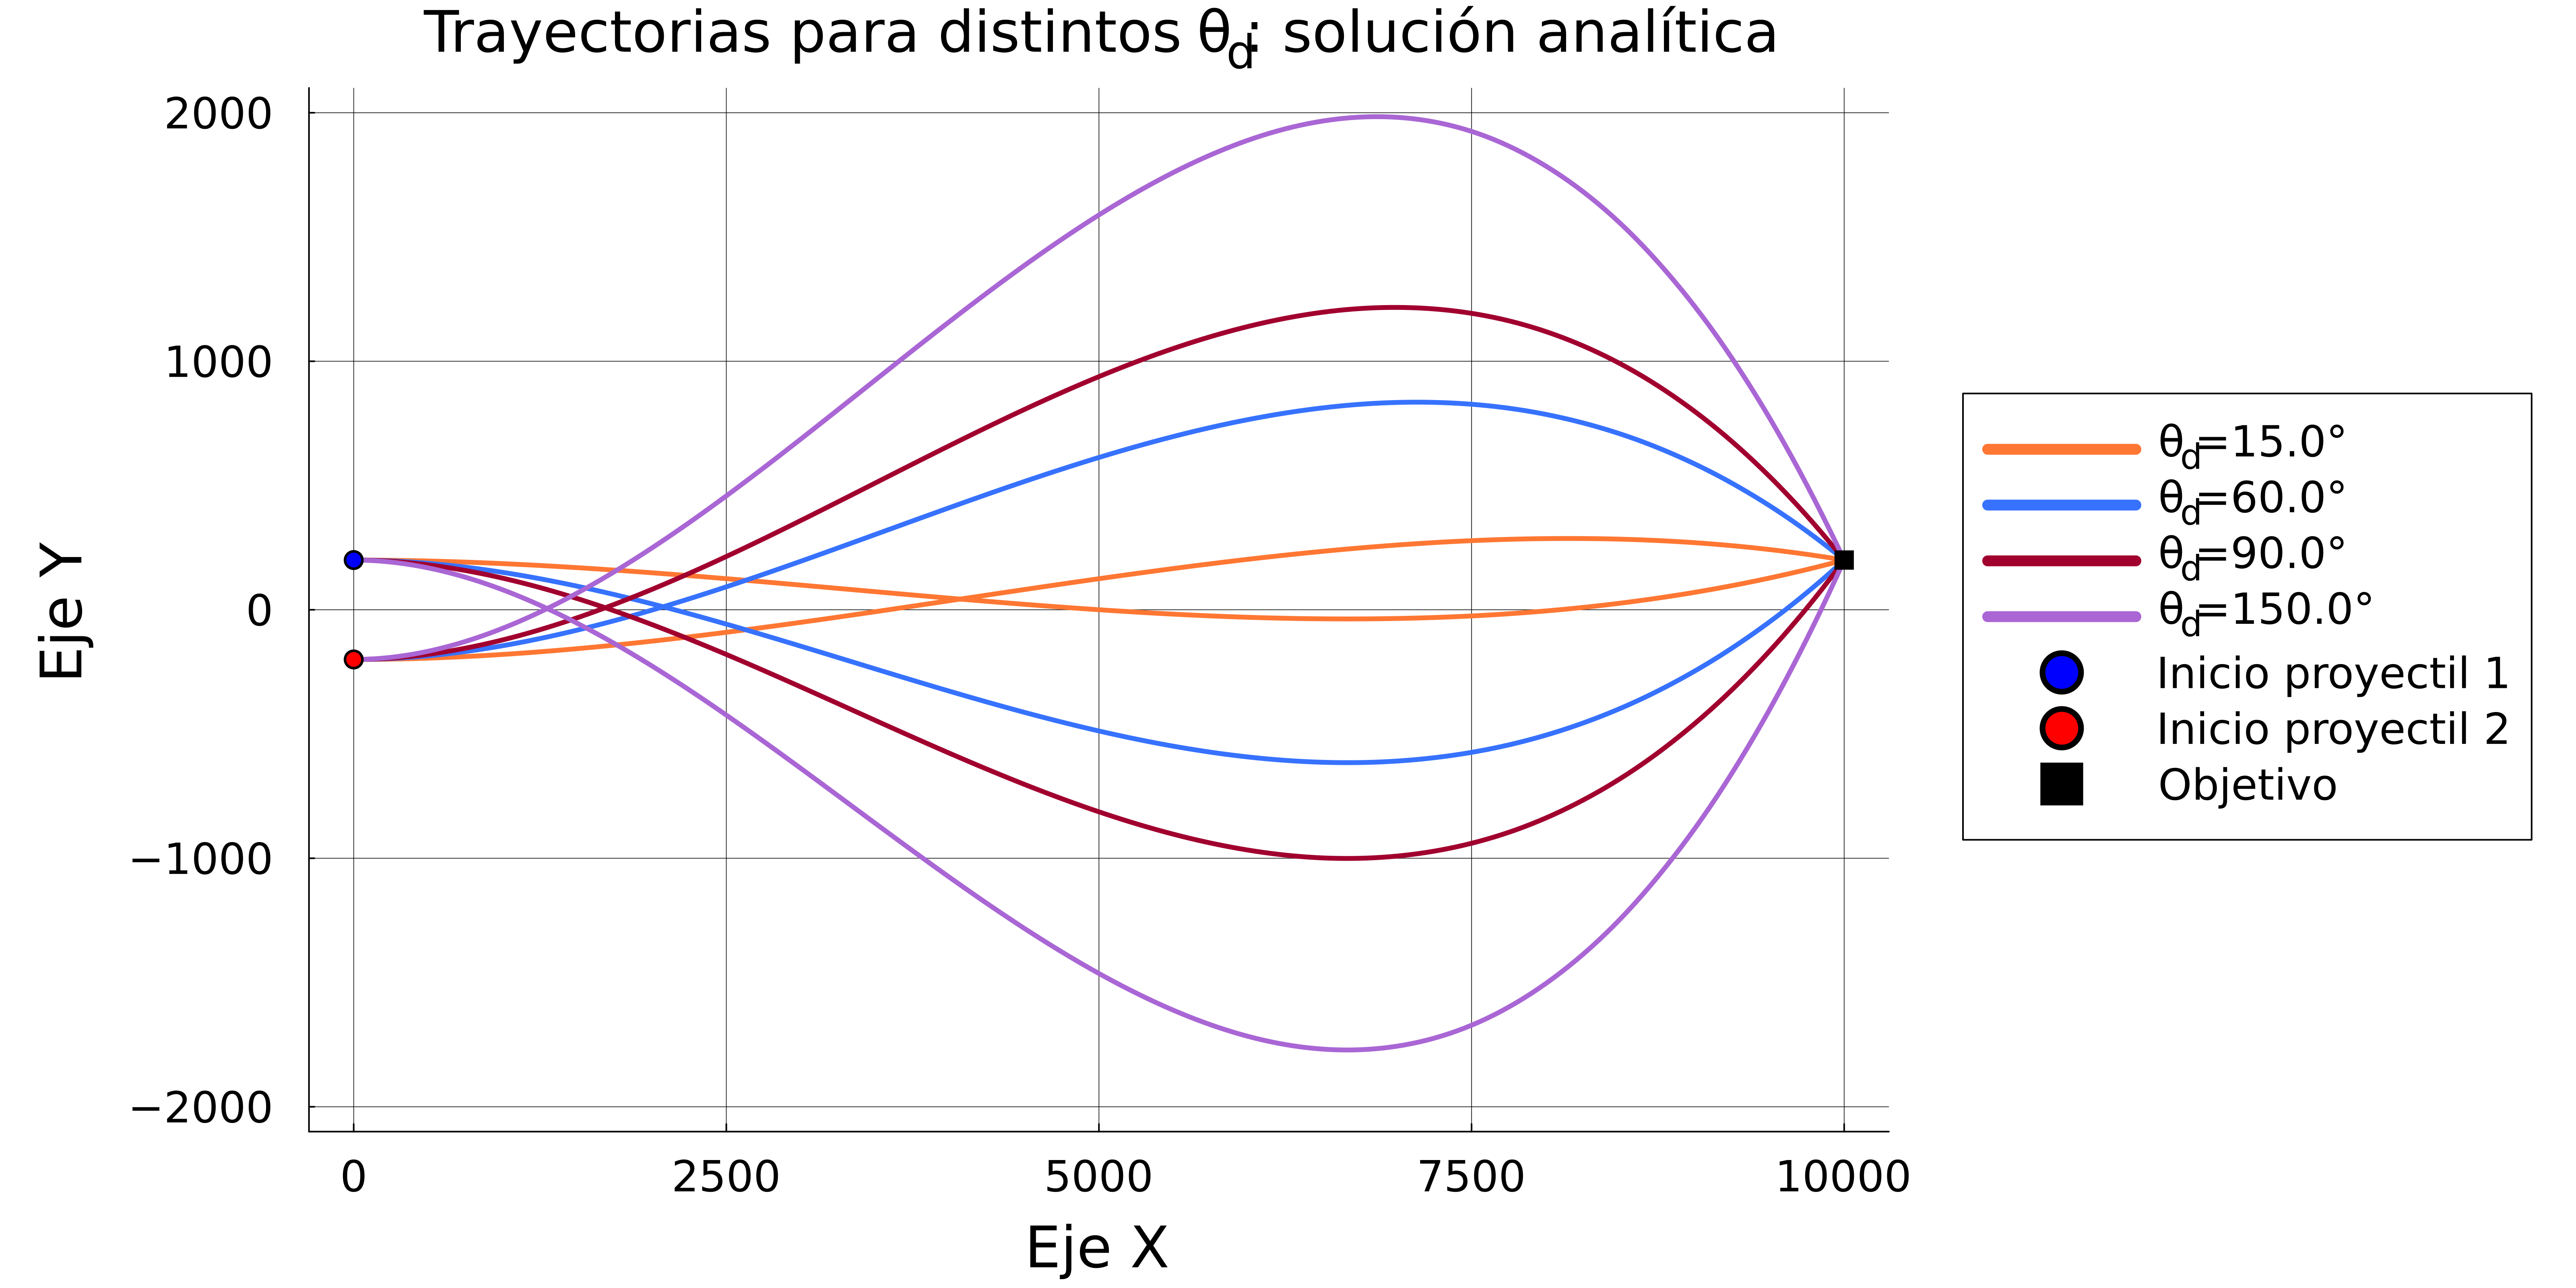 Trayectorias para distintos θd: solución analítica
Eje Y
2000
1000
0
−1000
−2000
0 2500 5000 7500 10000
Eje X
θd=15.0°
θd=60.0°
θd=90.0°
θd=150.0°
Inicio proyectil 1
Inicio proyectil 2
Objetivo